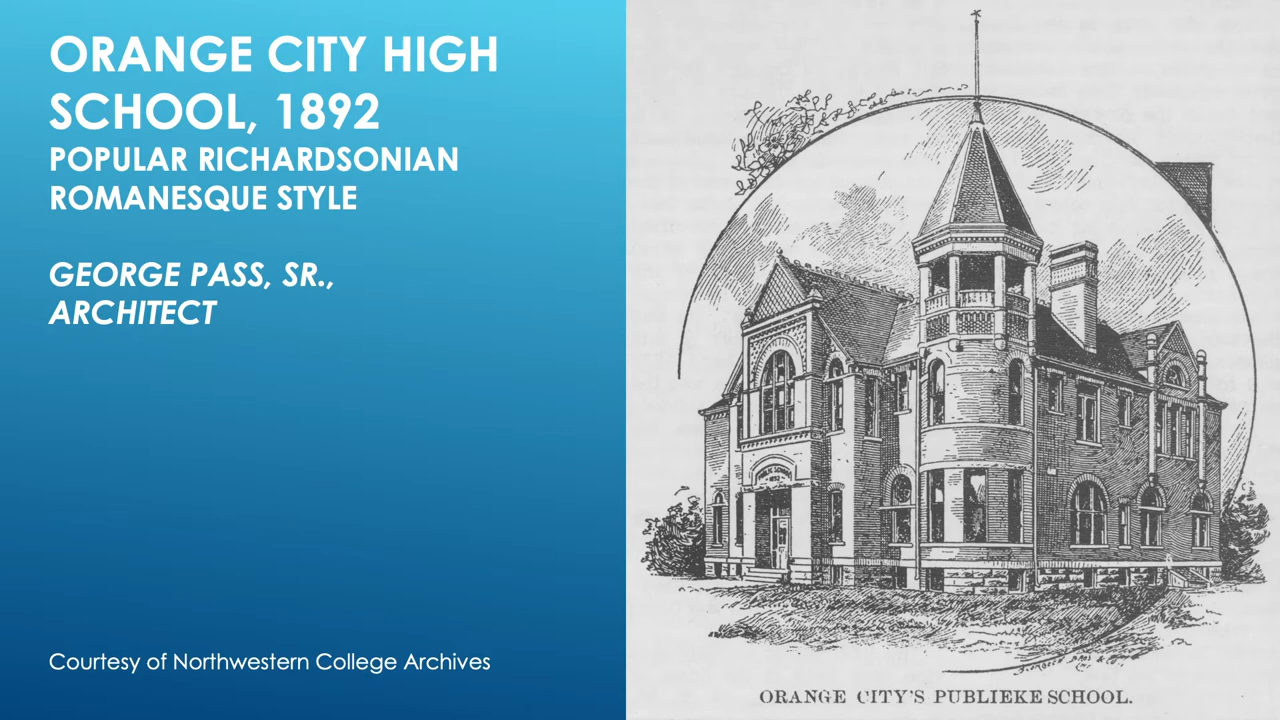 ORANGE CITY HIGH
SCHOOL, 1892
POPULAR RICHARDSONIAN
ROMANESQUE STYLE
GEORGE PASS, SR.,
ARCHITECT
Courtesy of Northwestern College Archives
PUBLIC SCHOOL
1892
ORANGE CITY'S PUBLIEKE SCHOOL.